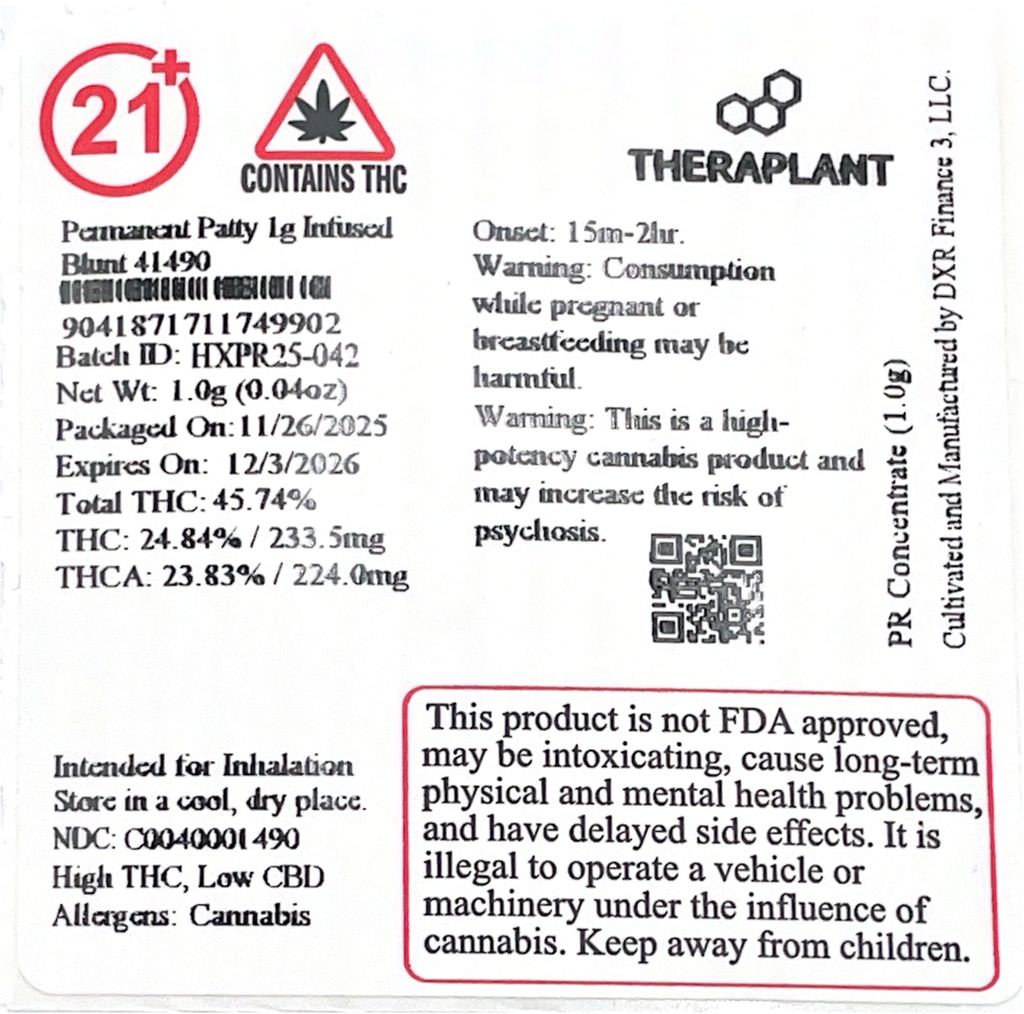 21+
CONTAINS THC
THERAPLANT
Permanent Patty 1g Infused
Blunt 41490
9041871711749902
Batch ID: HXPR25-042
Net Wt: 1.0g (0.04oz)
Packaged On: 11/26/2025
Expires On: 12/3/2026
Total THC: 45.74%
THC: 24.84% / 233.5mg
THCA: 23.83% / 224.0mg
Onset: 15m-2hr.
Warning: Consumption
while pregnant or
breastfeeding may be
harmful.
Warning: This is a high-
potency cannabis product and
may increase the risk of
psychosis.
PR Concentrate (1.0g)
Cultivated and Manufactured by DXR Finance 3, LLC.
Intended for Inhalation
Store in a cool, dry place.
NDC: C0040001490
High THC, Low CBD
Allergens: Cannabis
This product is not FDA approved,
may be intoxicating, cause long-term
physical and mental health problems,
and have delayed side effects. It is
illegal to operate a vehicle or
machinery under the influence of
cannabis. Keep away from children.